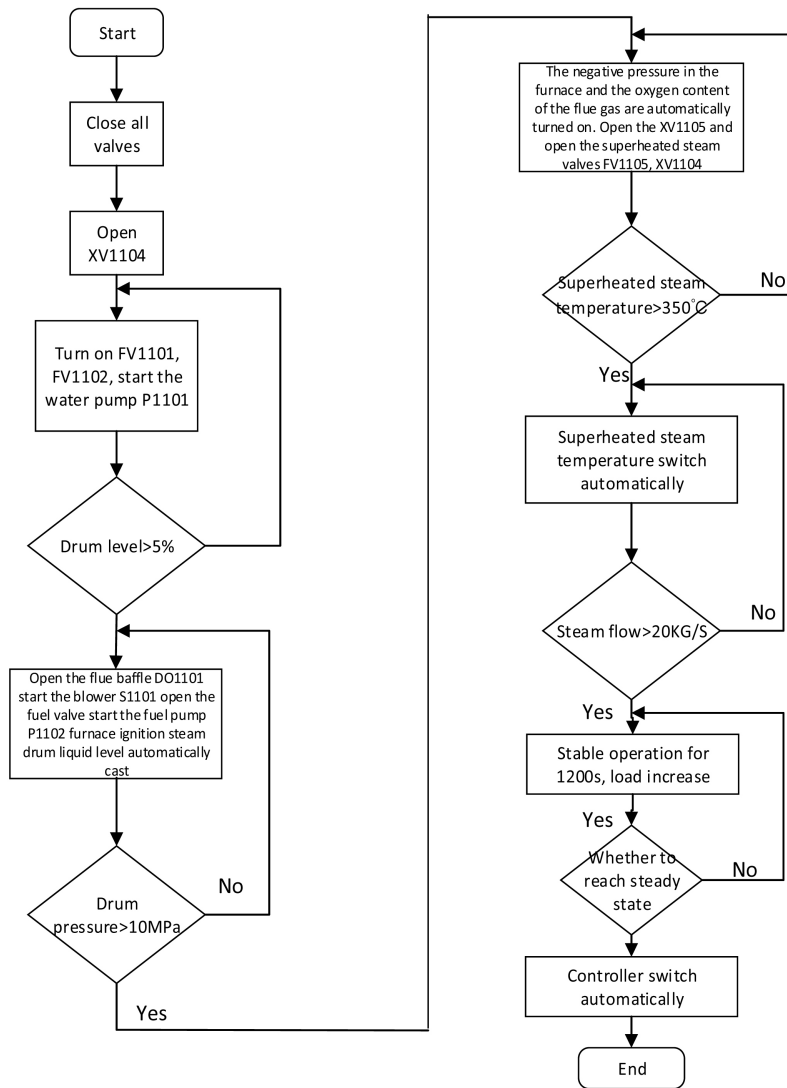 Start
Close all
valves
Open
XV1104
Turn on FV1101,
FV1102, start the
water pump P1101
Drum level>5%
Open the flue baffle DO1101
start the blower S1101 open the
fuel valve start the fuel pump
P1102 furnace ignition steam
drum liquid level automatically
cast
Drum
pressure>10MPa
No
Yes
The negative pressure in the
furnace and the oxygen content
of the flue gas are automatically
turned on. Open the XV1105 and
open the superheated steam
valves FV1105, XV1104
Superheated steam
temperature>350°C
No
Yes
Superheated steam
temperature switch
automatically
Steam flow>20KG/S
No
Yes
Stable operation for
1200s, load increase
Yes
Whether to
reach steady
state
No
Controller switch
automatically
End